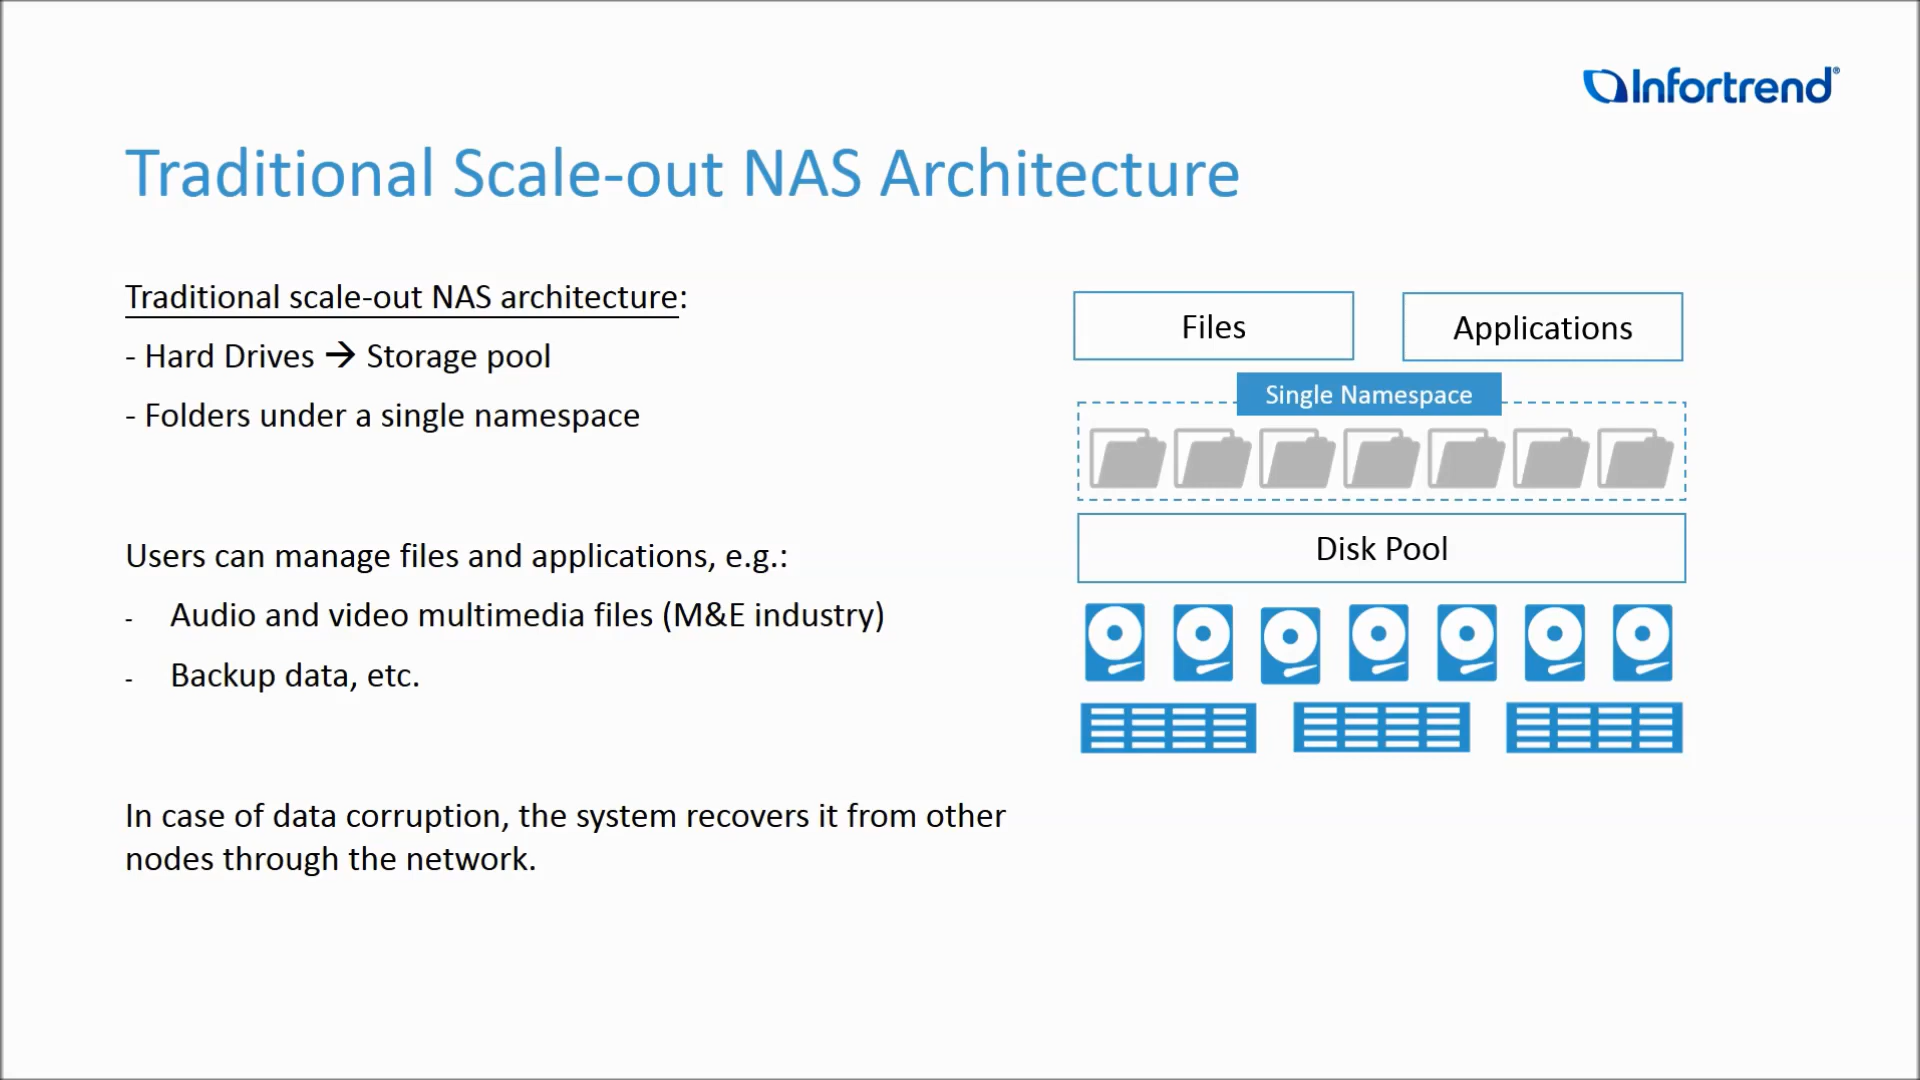 Infortrend®
Traditional Scale-out NAS Architecture
Traditional scale-out NAS architecture:
- Hard Drives → Storage pool
- Folders under a single namespace
Users can manage files and applications, e.g.:
- Audio and video multimedia files (M&E industry)
- Backup data, etc.
In case of data corruption, the system recovers it from other
nodes through the network.
Files
Applications
Single Namespace
Disk Pool